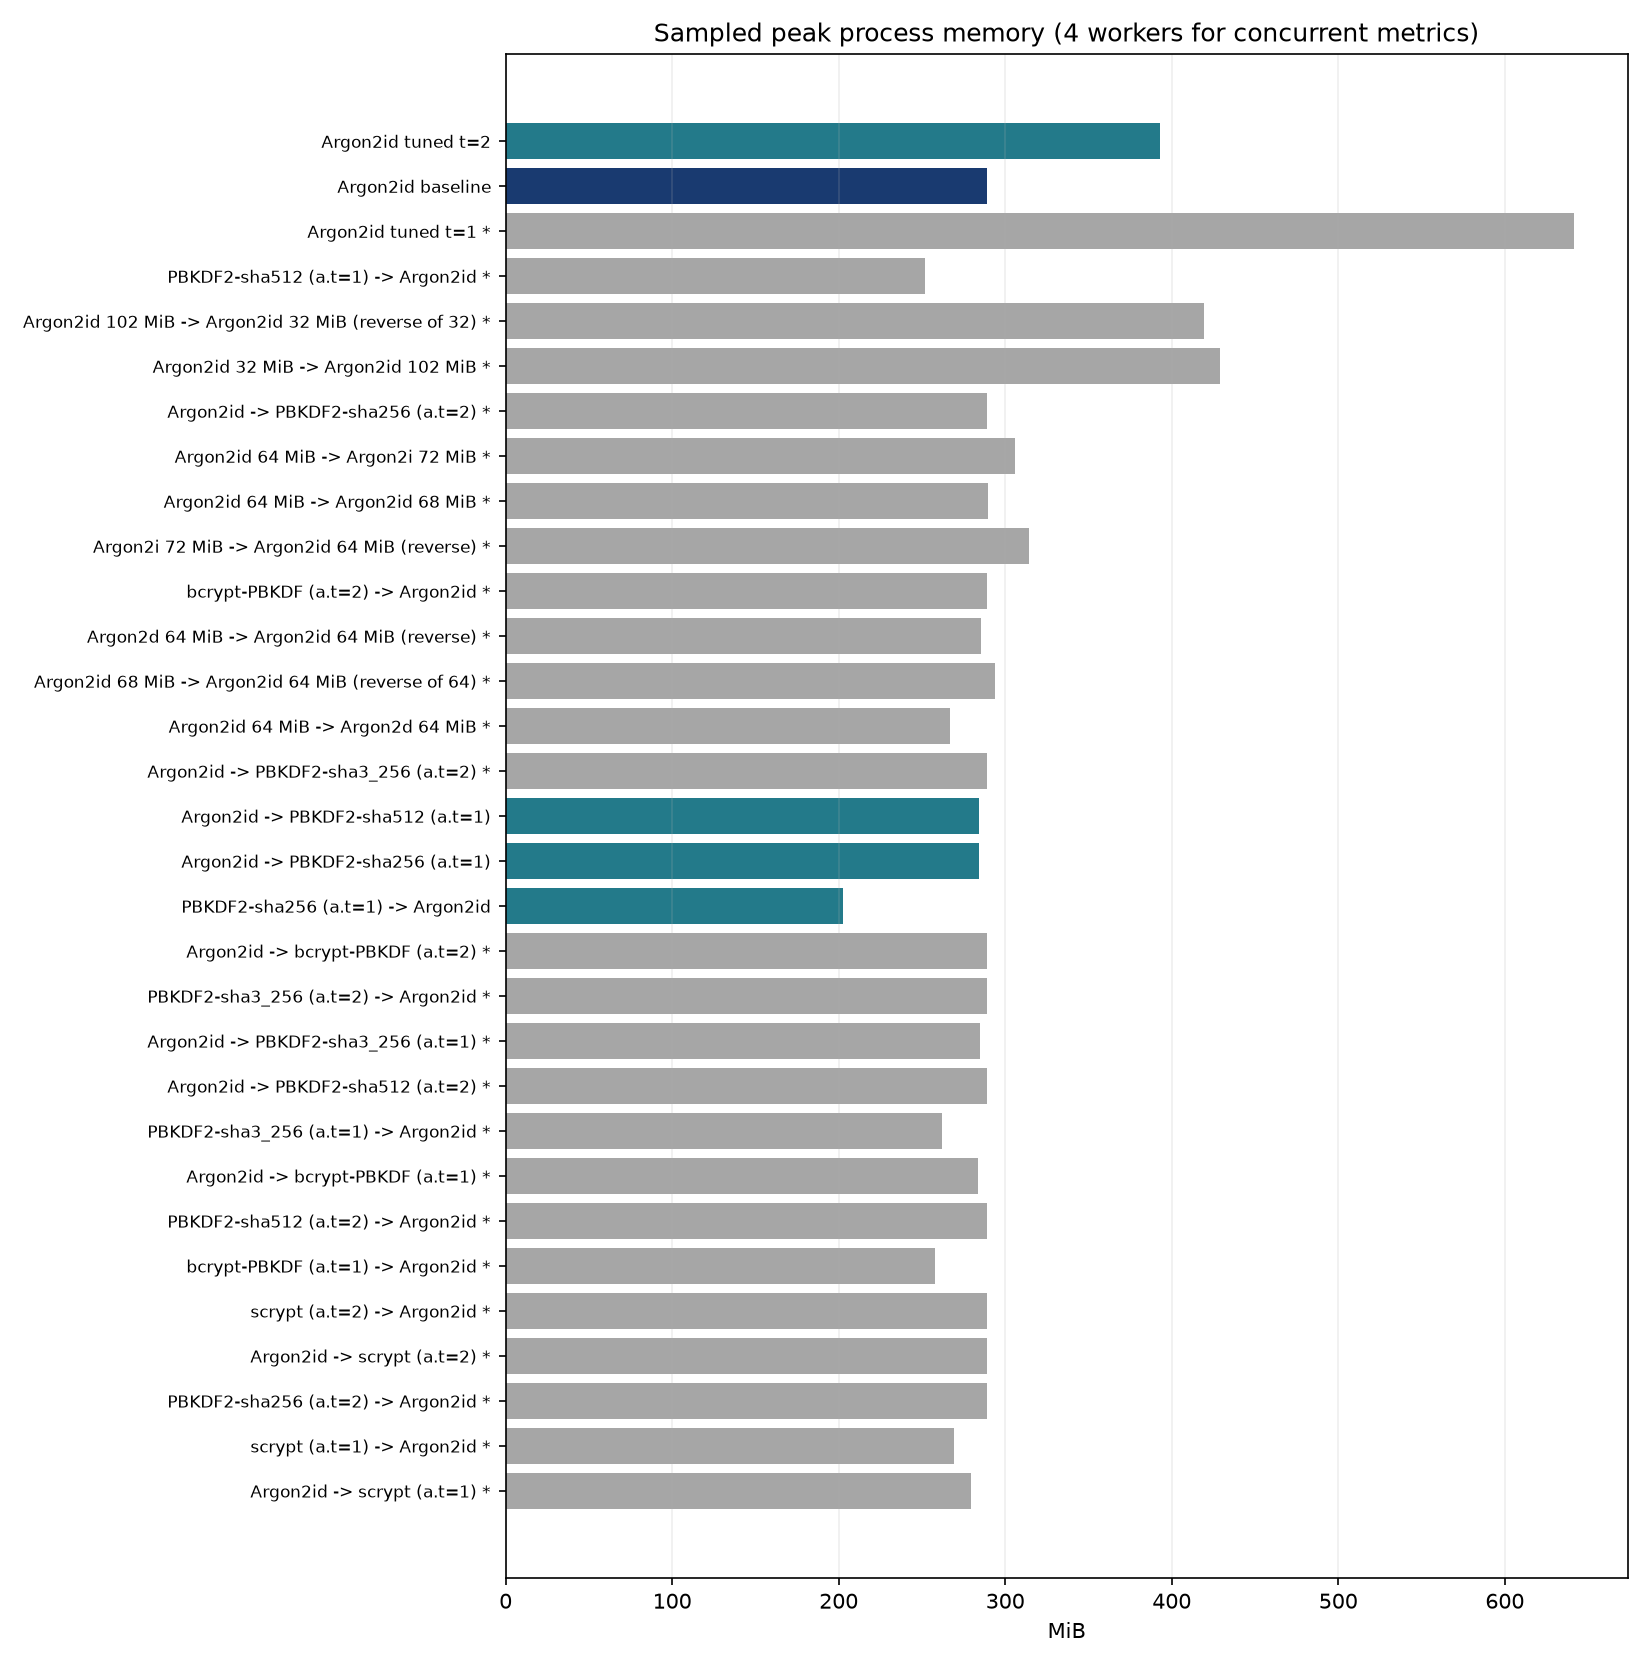 Sampled peak process memory (4 workers for concurrent metrics)
Argon2id tuned t=2
Argon2id baseline
Argon2id tuned t=1 *
PBKDF2-sha512 (a.t=1) -> Argon2id *
Argon2id 102 MiB -> Argon2id 32 MiB (reverse of 32) *
Argon2id 32 MiB -> Argon2id 102 MiB *
Argon2id -> PBKDF2-sha256 (a.t=2) *
Argon2id 64 MiB -> Argon2i 72 MiB *
Argon2id 64 MiB -> Argon2id 68 MiB *
Argon2i 72 MiB -> Argon2id 64 MiB (reverse) *
bcrypt-PBKDF (a.t=2) -> Argon2id *
Argon2d 64 MiB -> Argon2id 64 MiB (reverse) *
Argon2id 68 MiB -> Argon2id 64 MiB (reverse of 64) *
Argon2id 64 MiB -> Argon2d 64 MiB *
Argon2id -> PBKDF2-sha3_256 (a.t=2) *
Argon2id -> PBKDF2-sha512 (a.t=1)
Argon2id -> PBKDF2-sha256 (a.t=1)
PBKDF2-sha256 (a.t=1) -> Argon2id
Argon2id -> bcrypt-PBKDF (a.t=2) *
PBKDF2-sha3_256 (a.t=2) -> Argon2id *
Argon2id -> PBKDF2-sha3_256 (a.t=1) *
Argon2id -> PBKDF2-sha512 (a.t=2) *
PBKDF2-sha3_256 (a.t=1) -> Argon2id *
Argon2id -> bcrypt-PBKDF (a.t=1) *
PBKDF2-sha512 (a.t=2) -> Argon2id *
bcrypt-PBKDF (a.t=1) -> Argon2id *
scrypt (a.t=2) -> Argon2id *
Argon2id -> scrypt (a.t=2) *
PBKDF2-sha256 (a.t=2) -> Argon2id *
scrypt (a.t=1) -> Argon2id *
Argon2id -> scrypt (a.t=1) *
0 100 200 300 400 500 600
MiB